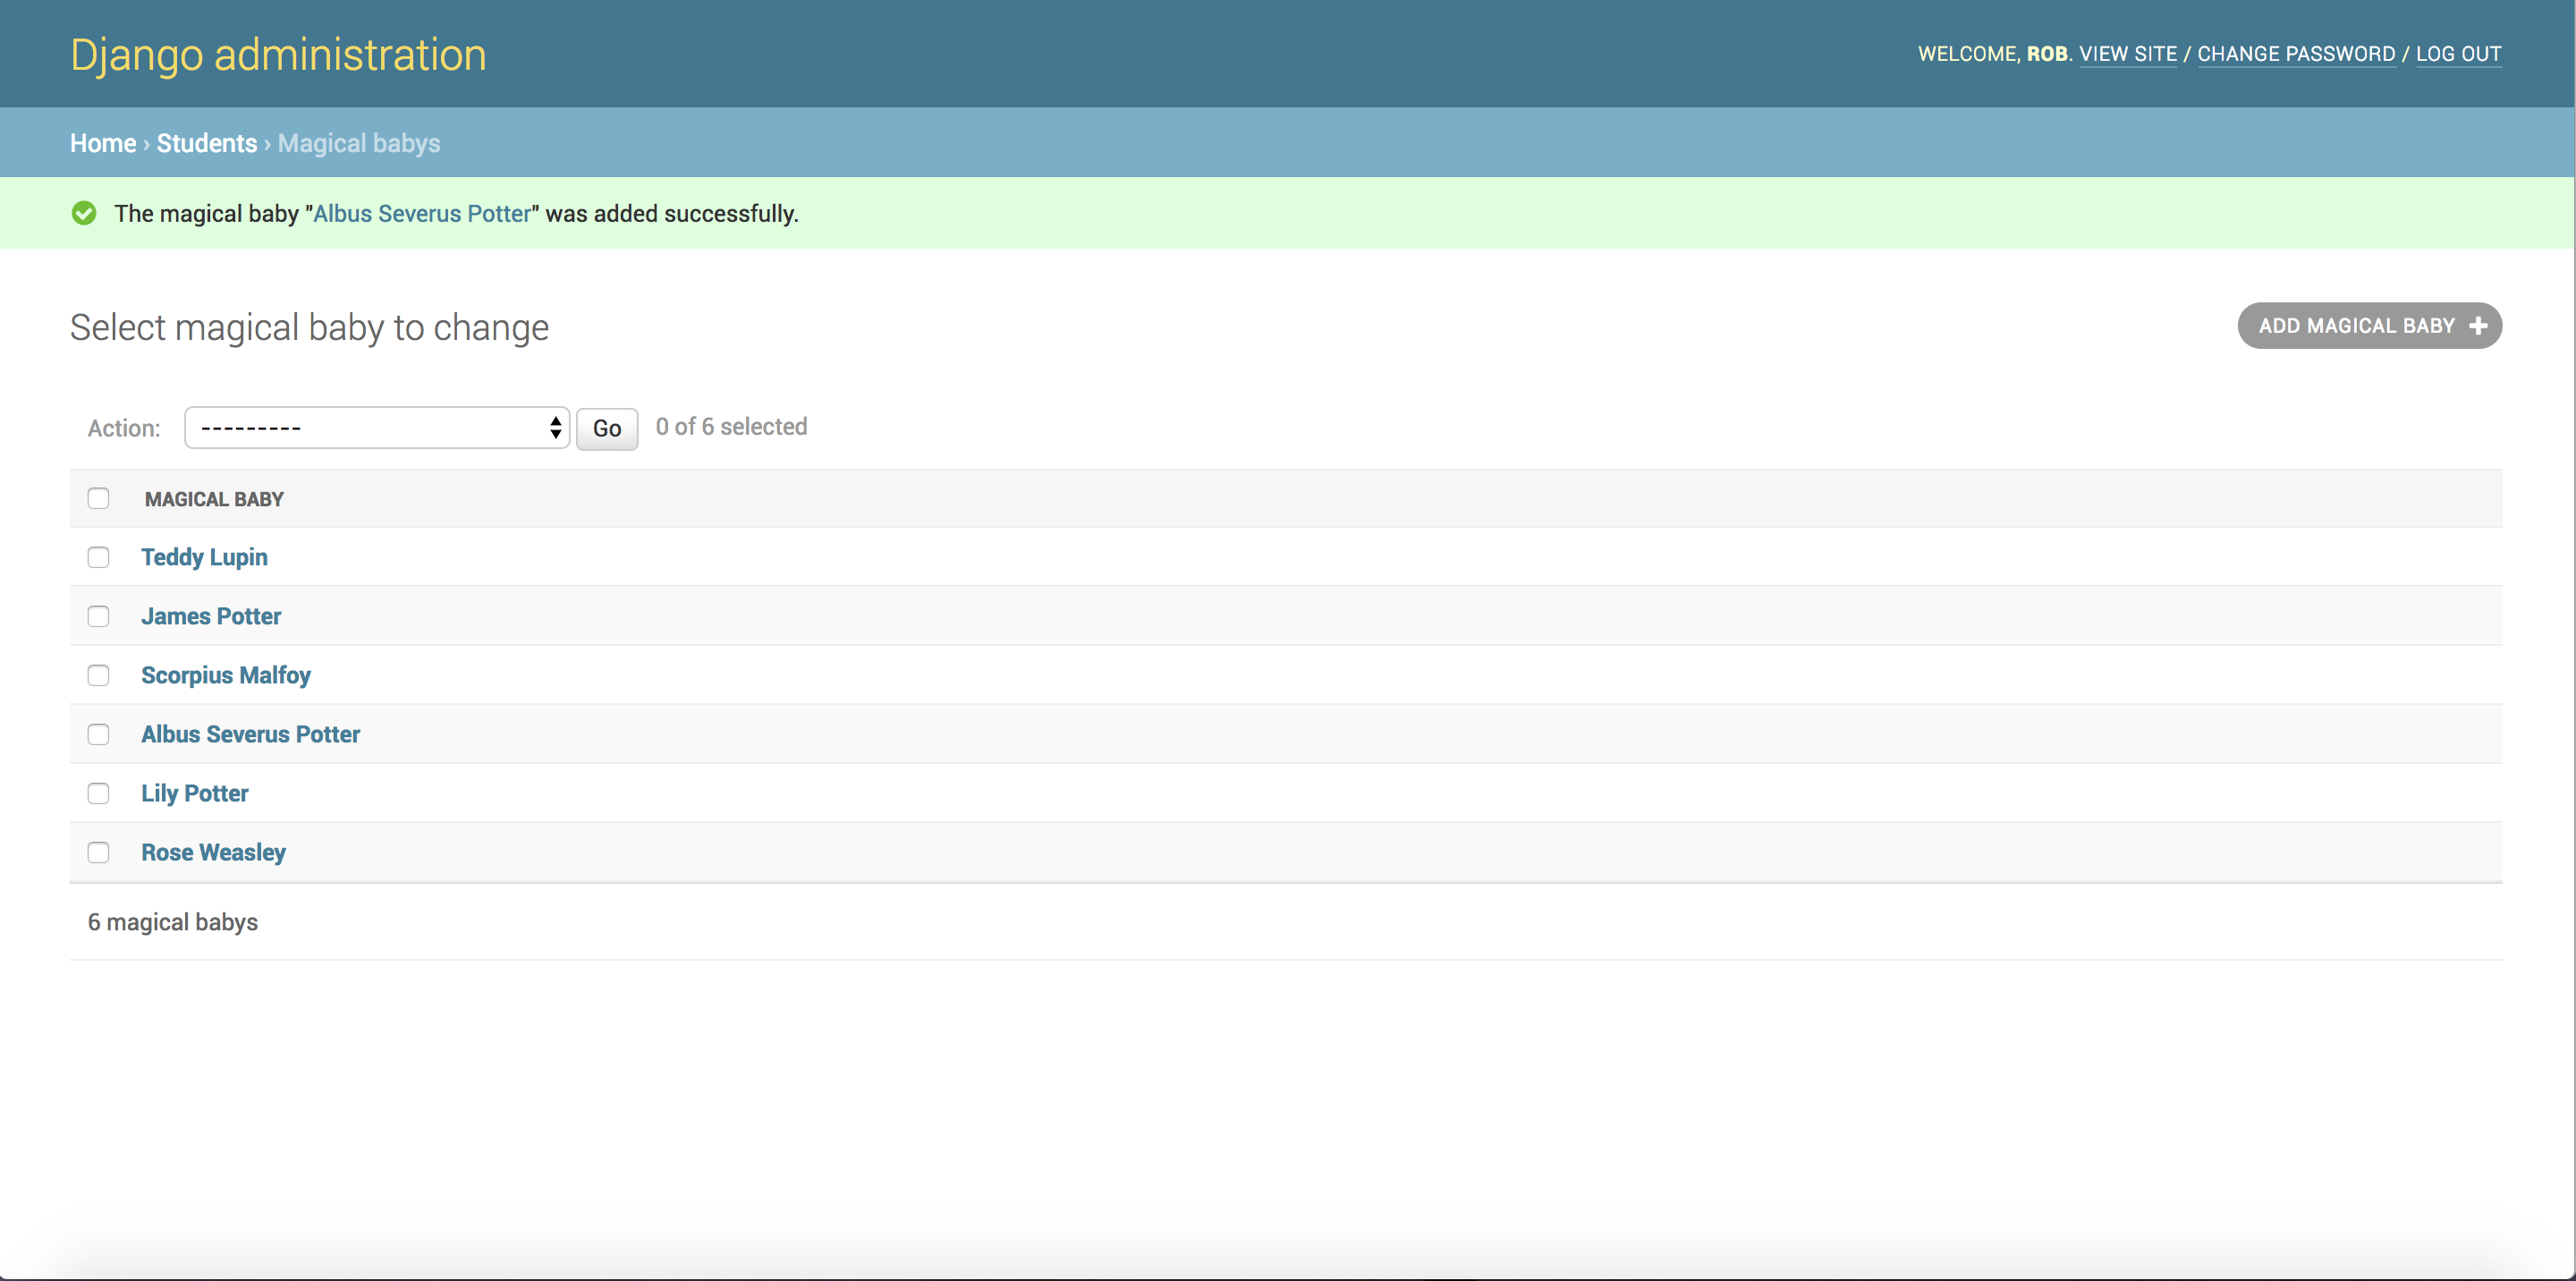 Django administration
WELCOME, ROB. VIEW SITE / CHANGE PASSWORD / LOG OUT
Home › Students › Magical babys
The magical baby "Albus Severus Potter" was added successfully.
Select magical baby to change
ADD MAGICAL BABY +
Action: --------- Go 0 of 6 selected
MAGICAL BABY
Teddy Lupin
James Potter
Scorpius Malfoy
Albus Severus Potter
Lily Potter
Rose Weasley
6 magical babys